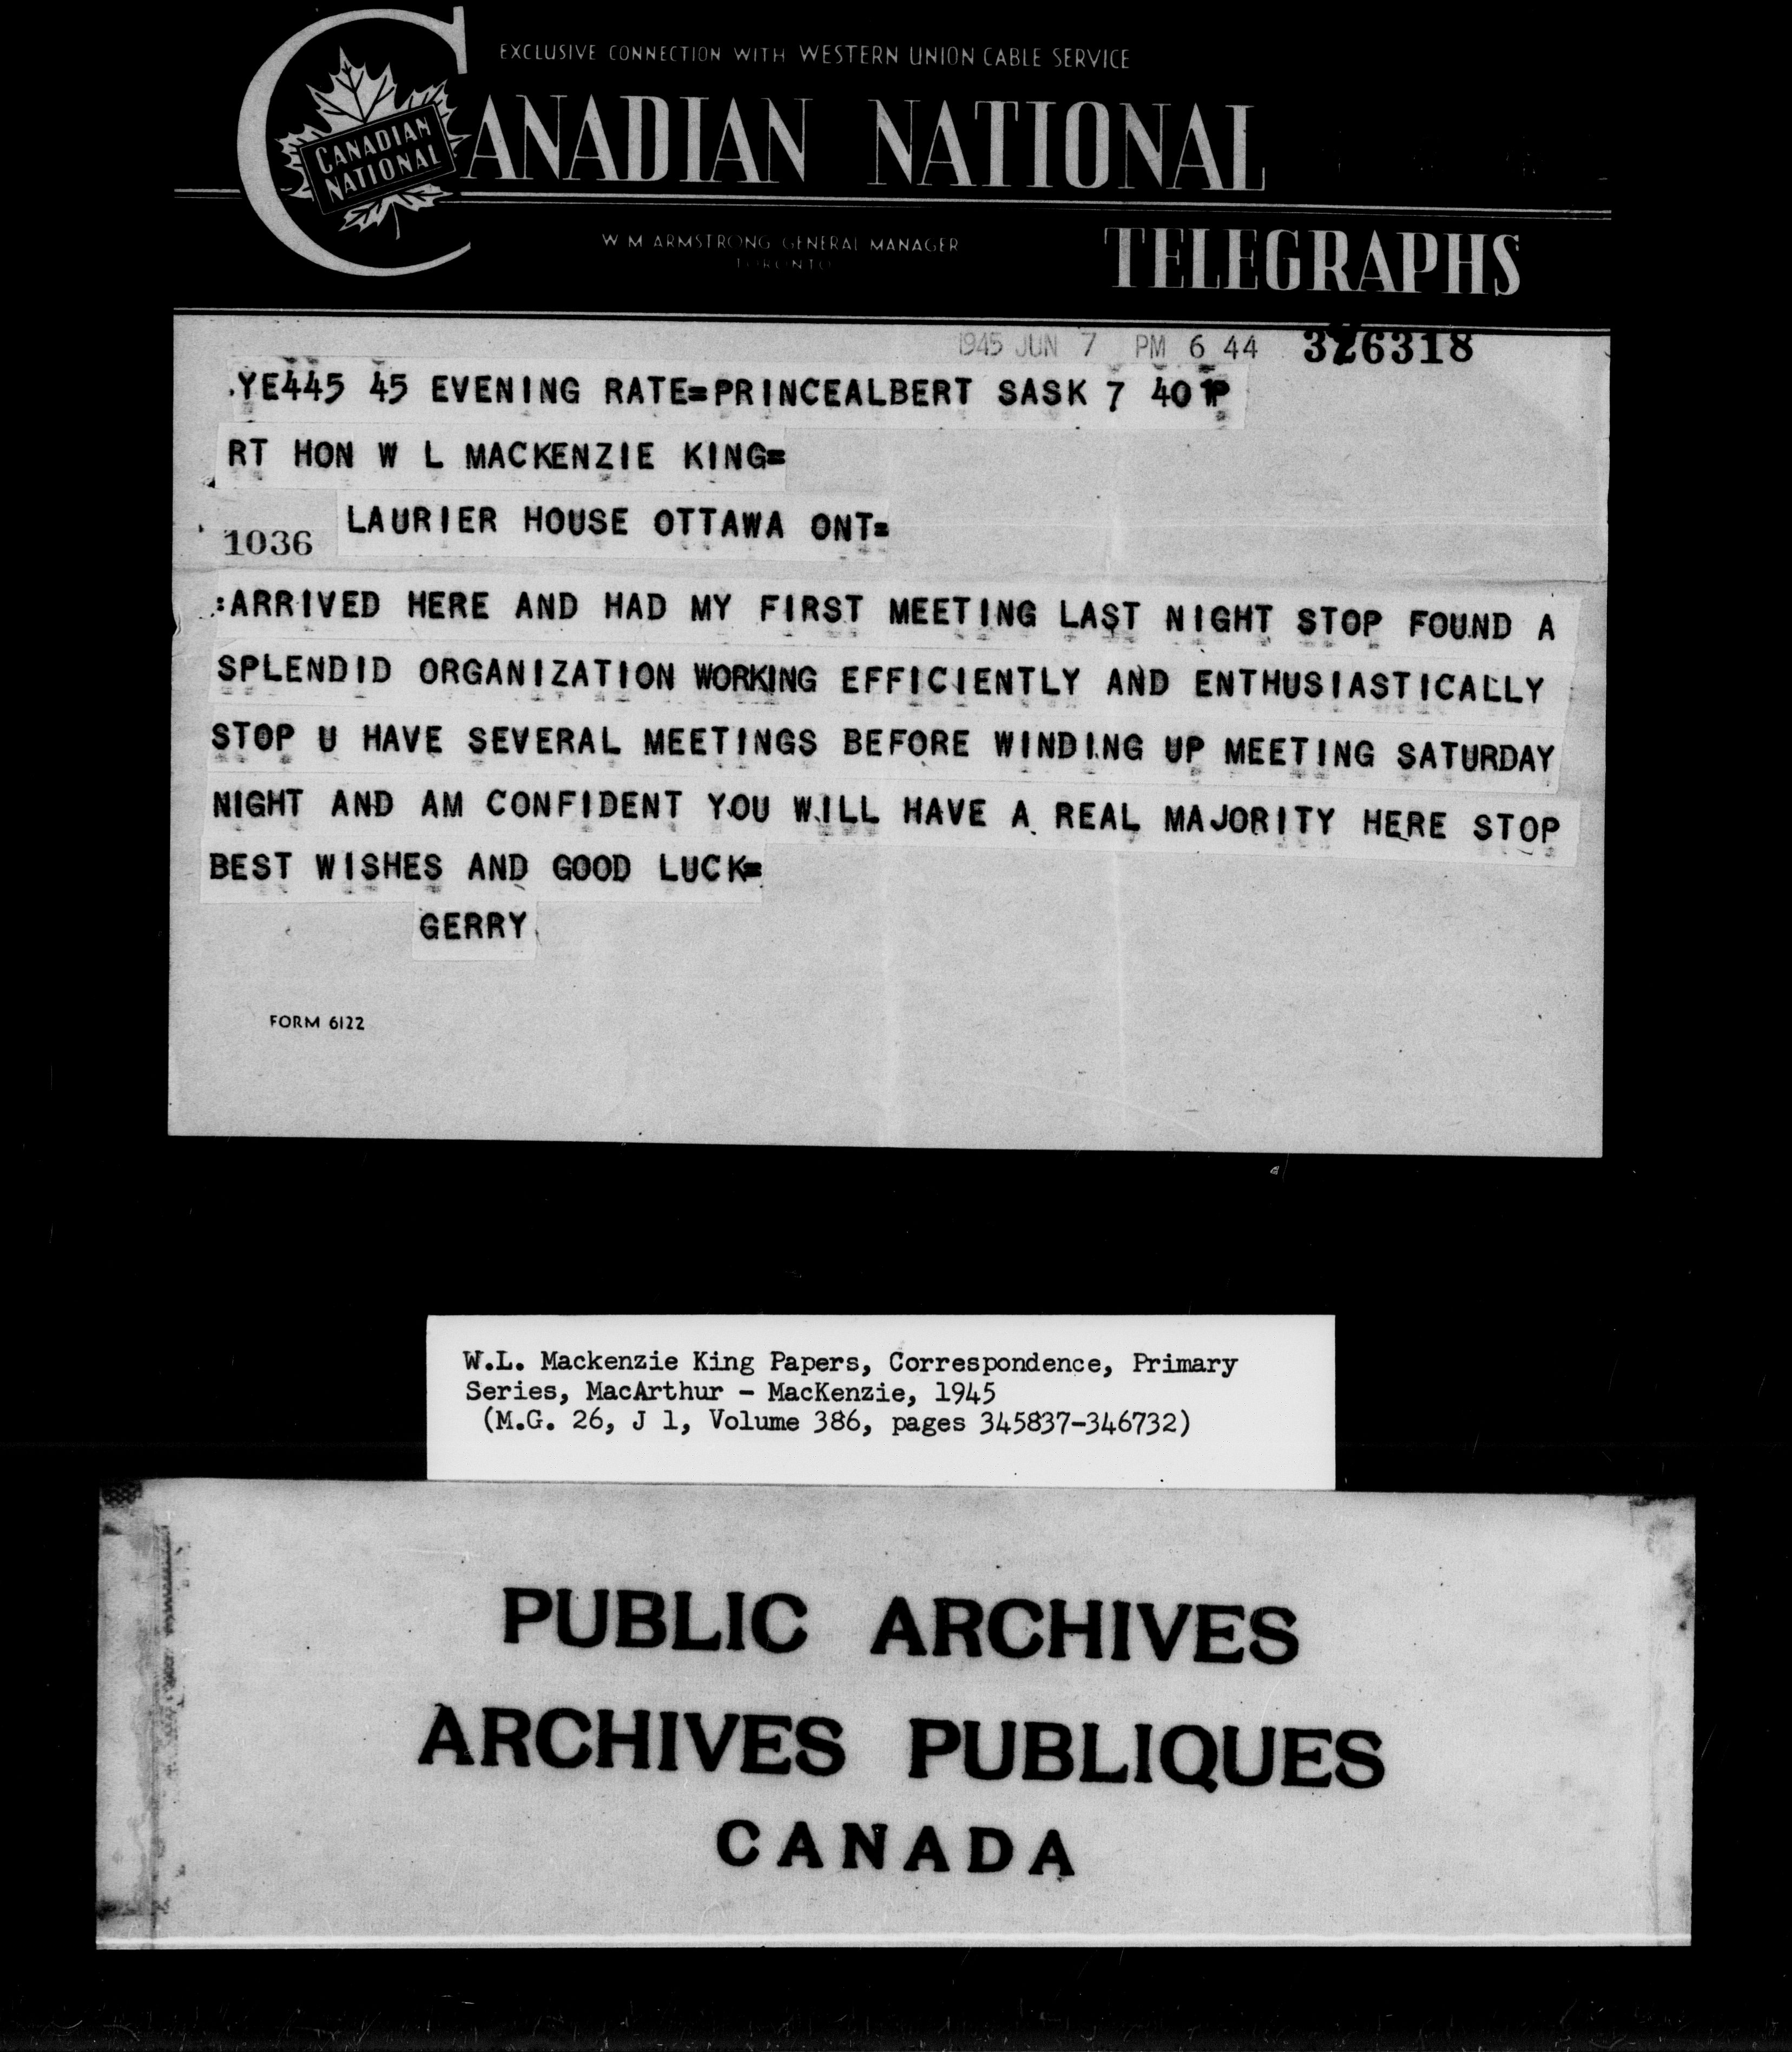 EXCLUSIVE CONNECTION WITH WESTERN UNION CABLE SERVICE
CANADIAN NATIONAL
CANADIAN
NATIONAL
W M ARMSTRONG GENERAL MANAGER
TORONTO
TELEGRAPHS
1945 JUN 7 PM 6 44 326318
.YE445 45 EVENING RATE=PRINCEALBERT SASK 7 401P
RT HON W L MACKENZIE KING=
1036 LAURIER HOUSE OTTAWA ONT=
:ARRIVED HERE AND HAD MY FIRST MEETING LAST NIGHT STOP FOUND A
SPLENDID ORGANIZATION WORKING EFFICIENTLY AND ENTHUSIASTICALLY
STOP U HAVE SEVERAL MEETINGS BEFORE WINDING UP MEETING SATURDAY
NIGHT AND AM CONFIDENT YOU WILL HAVE A REAL MAJORITY HERE STOP
BEST WISHES AND GOOD LUCK=
GERRY
FORM 6122
W.L. Mackenzie King Papers, Correspondence, Primary
Series, MacArthur - MacKenzie, 1945
(M.G. 26, J 1, Volume 386, pages 345837-346732)
PUBLIC ARCHIVES
ARCHIVES PUBLIQUES
CANADA